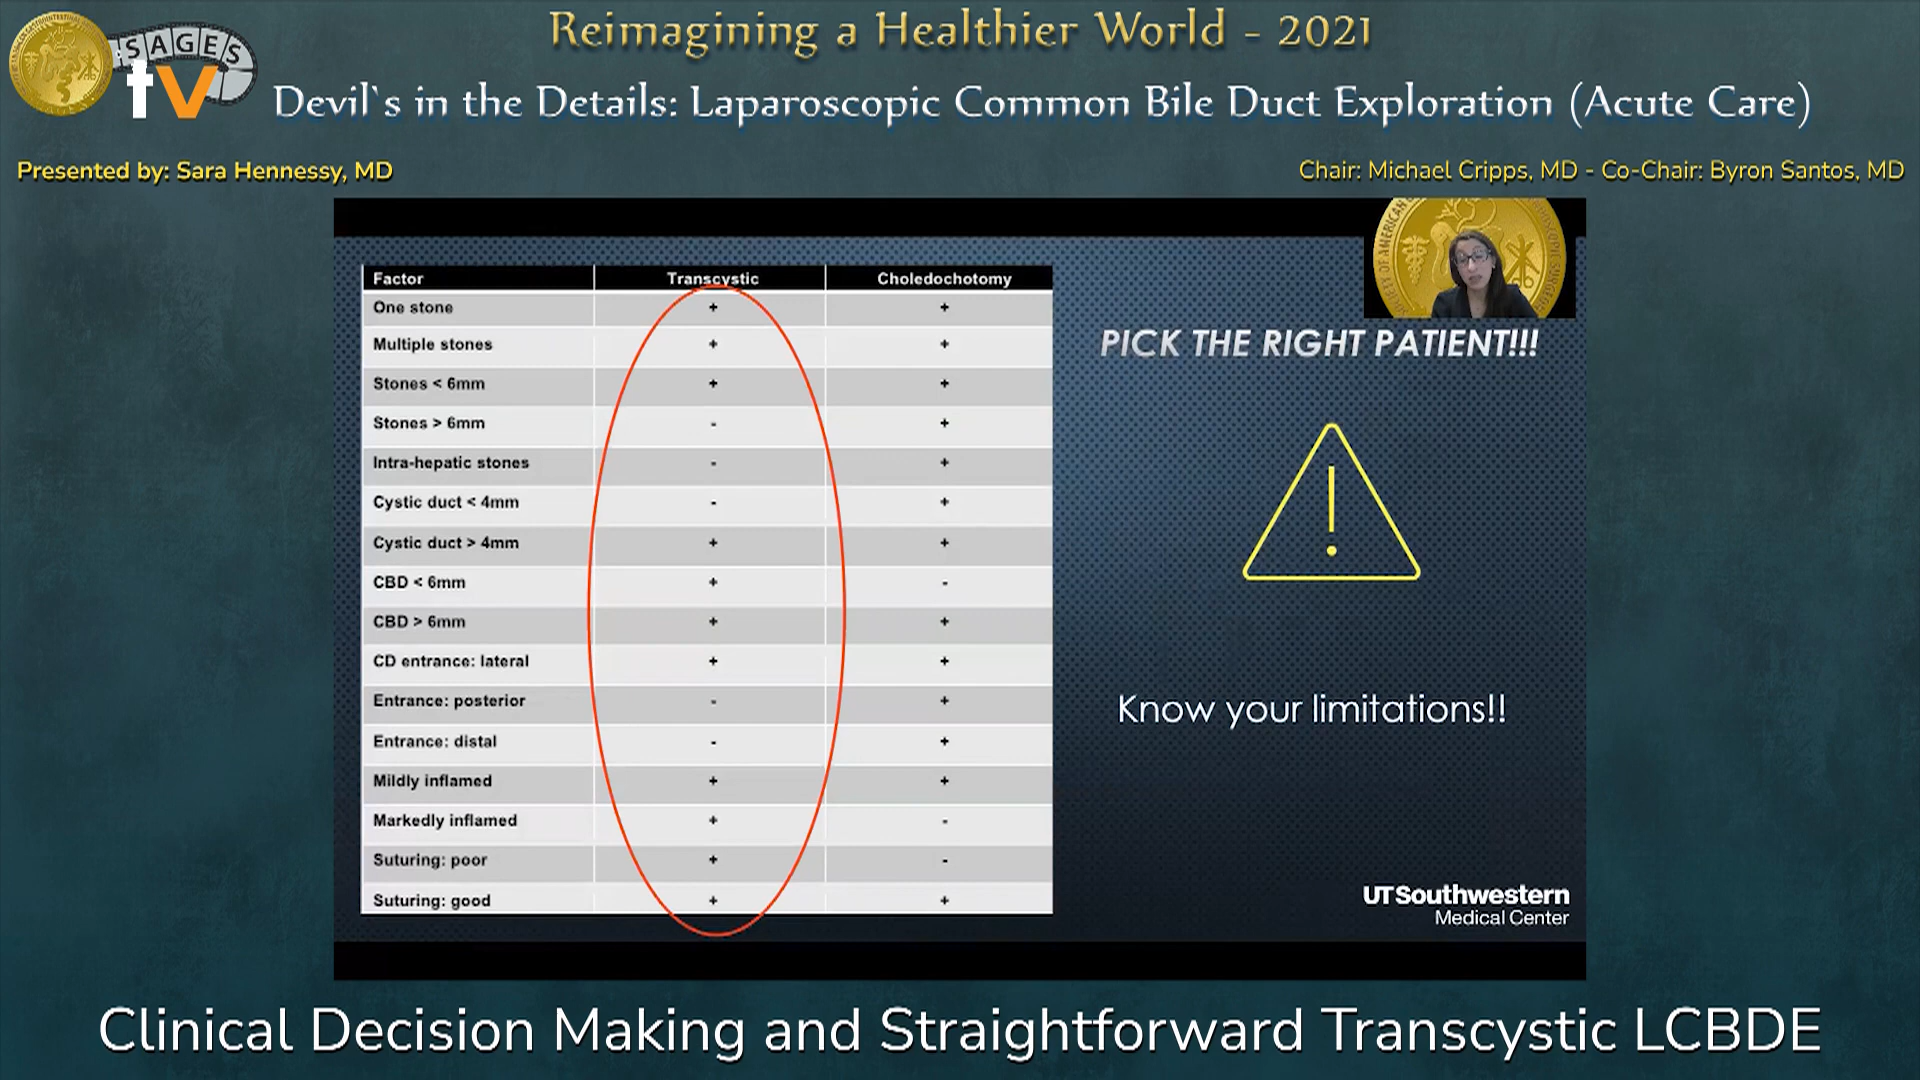 Reimagining a Healthier World - 2021
SAGES
tv
Devil`s in the Details: Laparoscopic Common Bile Duct Exploration (Acute Care)
Presented by: Sara Hennessy, MD
Chair: Michael Cripps, MD - Co-Chair: Byron Santos, MD
Factor Transcystic Choledochotomy
One stone + +
Multiple stones + +
Stones < 6mm + +
Stones > 6mm - +
Intra-hepatic stones - +
Cystic duct < 4mm - +
Cystic duct > 4mm + +
CBD < 6mm + -
CBD > 6mm + +
CD entrance: lateral + +
Entrance: posterior - +
Entrance: distal - +
Mildly inflamed + +
Markedly inflamed + -
Suturing: poor + -
Suturing: good + +
PICK THE RIGHT PATIENT!!!
Know your limitations!!
UTSouthwestern
Medical Center
Clinical Decision Making and Straightforward Transcystic LCBDE